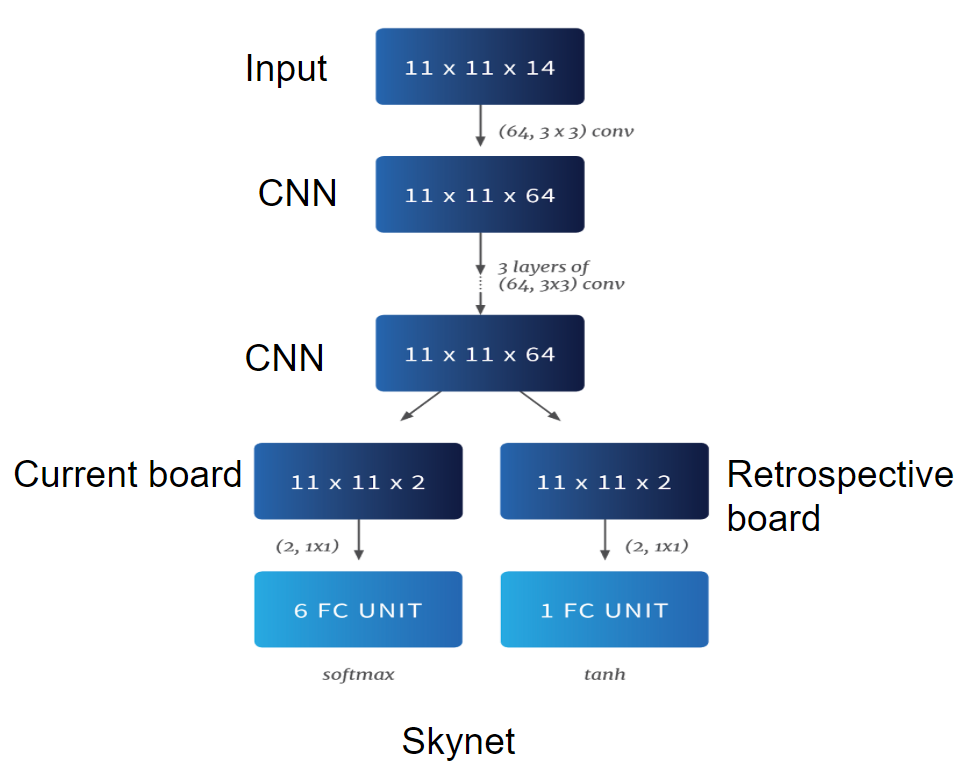 Input
11 x 11 x 14
(64, 3 x 3) conv
CNN
11 x 11 x 64
3 layers of
(64, 3x3) conv
CNN
11 x 11 x 64
Current board
11 x 11 x 2
11 x 11 x 2
Retrospective
board
(2, 1x1)
(2, 1x1)
6 FC UNIT
1 FC UNIT
softmax
tanh
Skynet